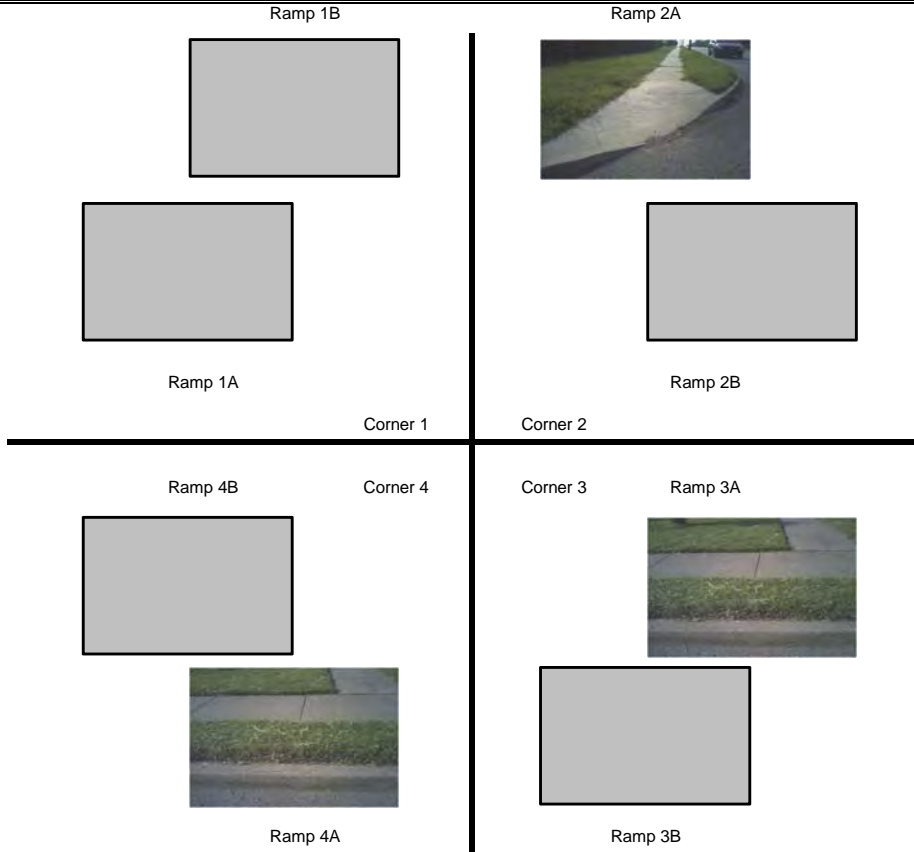 Ramp 1B
Ramp 2A
Ramp 1A
Ramp 2B
Corner 1
Corner 2
Ramp 4B
Corner 4
Corner 3
Ramp 3A
Ramp 4A
Ramp 3B